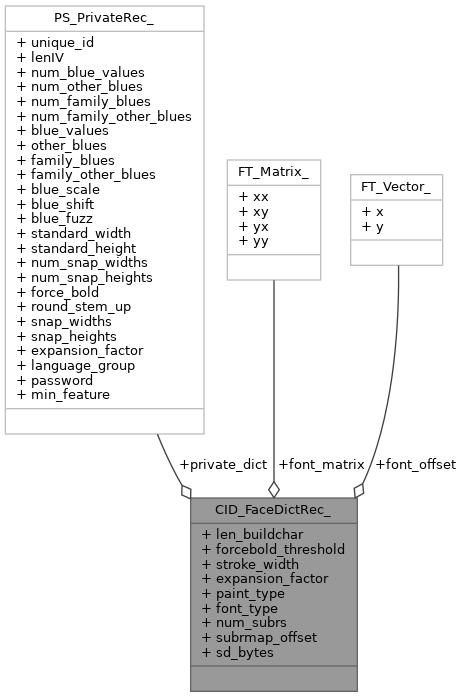 PS_PrivateRec_
+ unique_id
+ lenIV
+ num_blue_values
+ num_other_blues
+ num_family_blues
+ num_family_other_blues
+ blue_values
+ other_blues
+ family_blues
+ family_other_blues
+ blue_scale
+ blue_shift
+ blue_fuzz
+ standard_width
+ standard_height
+ num_snap_widths
+ num_snap_heights
+ force_bold
+ round_stem_up
+ snap_widths
+ snap_heights
+ expansion_factor
+ language_group
+ password
+ min_feature
FT_Matrix_
+ xx
+ xy
+ yx
+ yy
FT_Vector_
+ x
+ y
+private_dict
+font_matrix
+font_offset
CID_FaceDictRec_
+ len_buildchar
+ forcebold_threshold
+ stroke_width
+ expansion_factor
+ paint_type
+ font_type
+ num_subrs
+ subrmap_offset
+ sd_bytes